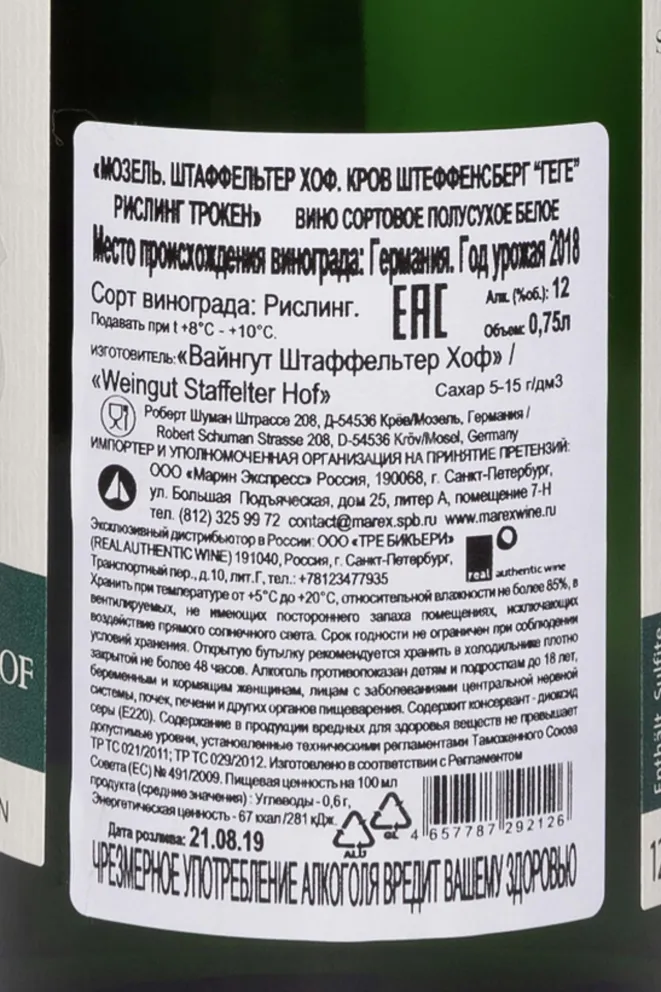 «МОЗЕЛЬ. ШТАФФЕЛЬТЕР ХОФ. КРОВ ШТЕФФЕНСБЕРГ "ГЕГЕ"
РИСЛИНГ ТРОКЕН» ВИНО СОРТОВОЕ ПОЛУСУХОЕ БЕЛОЕ
Место происхождения винограда: Германия. Год урожая 2018
Сорт винограда: Рислинг.
EAC
Алк. (%об.): 12
Подавать при t +8°C - +10°C.
Объем: 0,75л
ИЗГОТОВИТЕЛЬ: «Вайнгут Штаффельтер Хоф» /
«Weingut Staffelter Hof»
Сахар 5-15 г/дм3
Роберт Шуман Штрассе 208, Д-54536 Крёв/Мозель, Германия /
Robert Schuman Strasse 208, D-54536 Kröv/Mosel, Germany
ИМПОРТЕР И УПОЛНОМОЧЕННАЯ ОРГАНИЗАЦИЯ НА ПРИНЯТИЕ ПРЕТЕНЗИЙ:
ООО «Марин Экспресс» Россия, 190068, г. Санкт-Петербург,
ул. Большая Подъяческая, дом 25, литер А, помещение 7-Н
тел. (812) 325 99 72 contact@marex.spb.ru www.marexwine.ru
Эксклюзивный дистрибьютор в России: ООО «ТРЕ БИКЬЕРИ»
(REALAUTHENTIC WINE) 191040, Россия, г. Санкт-Петербург,
Транспортный пер., д.10, лит.Г, тел.: +78123477935
real authentic wine
Хранить при температуре от +5°C до +20°C, относительной влажности не более 85%, в
вентилируемых, не имеющих постороннего запаха помещениях, исключающих
воздействие прямого солнечного света. Срок годности не ограничен при соблюдении
условий хранения. Открытую бутылку рекомендуется хранить в холодильнике плотно
закрытой не более 48 часов. Алкоголь противопоказан детям и подросткам до 18 лет,
беременным и кормящим женщинам, лицам с заболеваниями центральной нервной
системы, почек, печени и других органов пищеварения. Содержит консервант - диоксид
серы (Е220). Содержание в продукции вредных для здоровья веществ не превышает
допустимые уровни, установленные техническими регламентами Таможенного Союза
ТР ТС 021/2011; ТР ТС 029/2012. Изготовлено в соответствии с Регламентом
Совета (ЕС) № 491/2009. Пищевая ценность на 100 мл
продукта (средние значения) : Углеводы - 0,6 г,
Энергетическая ценность - 67 ккал/281 кДж.
Дата розлива: 21.08.19
ALU
GL
4 657787 292126
ЧРЕЗМЕРНОЕ УПОТРЕБЛЕНИЕ АЛКОГОЛЯ ВРЕДИТ ВАШЕМУ ЗДОРОВЬЮ
OF
N
Enthält Sulfite
12